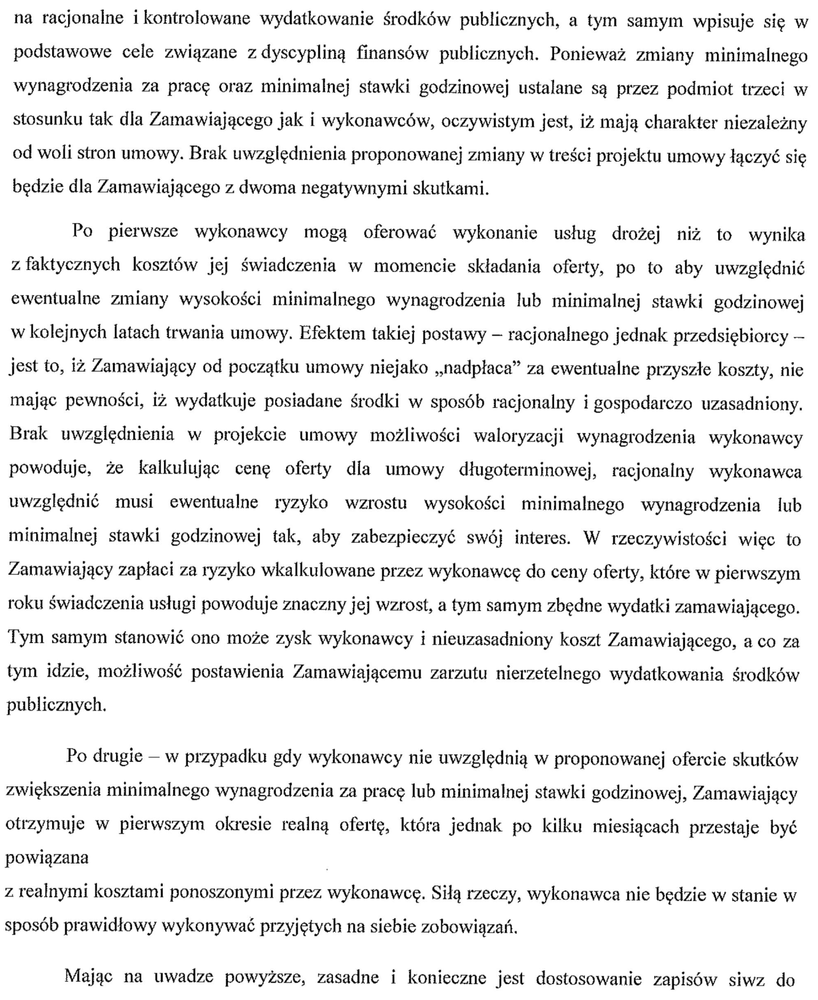 na racjonalne i kontrolowane wydatkowanie środków publicznych, a tym samym wpisuje się w
podstawowe cele związane z dyscypliną finansów publicznych. Ponieważ zmiany minimalnego
wynagrodzenia za pracę oraz minimalnej stawki godzinowej ustalane są przez podmiot trzeci w
stosunku tak dla Zamawiającego jak i wykonawców, oczywistym jest, iż mają charakter niezależny
od woli stron umowy. Brak uwzględnienia proponowanej zmiany w treści projektu umowy łączyć się
będzie dla Zamawiającego z dwoma negatywnymi skutkami.
Po pierwsze wykonawcy mogą oferować wykonanie usług drożej niż to wynika
z faktycznych kosztów jej świadczenia w momencie składania oferty, po to aby uwzględnić
ewentualne zmiany wysokości minimalnego wynagrodzenia lub minimalnej stawki godzinowej
w kolejnych latach trwania umowy. Efektem takiej postawy – racjonalnego jednak przedsiębiorcy –
jest to, iż Zamawiający od początku umowy niejako „nadpłaca” za ewentualne przyszłe koszty, nie
mając pewności, iż wydatkuje posiadane środki w sposób racjonalny i gospodarczo uzasadniony.
Brak uwzględnienia w projekcie umowy możliwości waloryzacji wynagrodzenia wykonawcy
powoduje, że kalkulując cenę oferty dla umowy długoterminowej, racjonalny wykonawca
uwzględnić musi ewentualne ryzyko wzrostu wysokości minimalnego wynagrodzenia lub
minimalnej stawki godzinowej tak, aby zabezpieczyć swój interes. W rzeczywistości więc to
Zamawiający zapłaci za ryzyko wkalkulowane przez wykonawcę do ceny oferty, które w pierwszym
roku świadczenia usługi powoduje znaczny jej wzrost, a tym samym zbędne wydatki zamawiającego.
Tym samym stanowić ono może zysk wykonawcy i nieuzasadniony koszt Zamawiającego, a co za
tym idzie, możliwość postawienia Zamawiającemu zarzutu nierzetelnego wydatkowania środków
publicznych.
Po drugie – w przypadku gdy wykonawcy nie uwzględnią w proponowanej ofercie skutków
zwiększenia minimalnego wynagrodzenia za pracę lub minimalnej stawki godzinowej, Zamawiający
otrzymuje w pierwszym okresie realną ofertę, która jednak po kilku miesiącach przestaje być
powiązana
z realnymi kosztami ponoszonymi przez wykonawcę. Siłą rzeczy, wykonawca nie będzie w stanie w
sposób prawidłowy wykonywać przyjętych na siebie zobowiązań.
Mając na uwadze powyższe, zasadne i konieczne jest dostosowanie zapisów siwz do